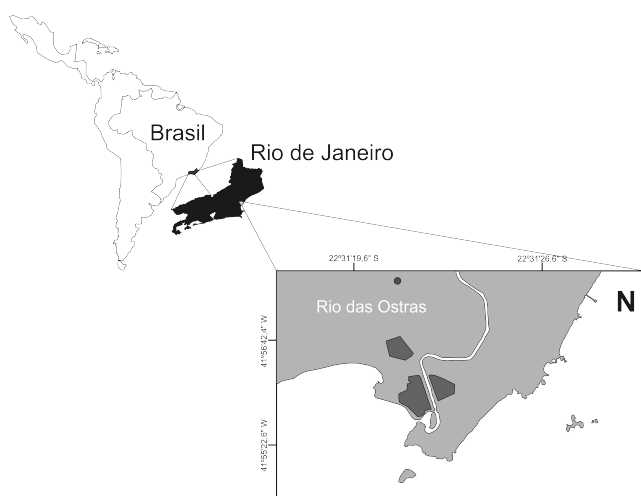 Brasil
Rio de Janeiro
22°31'19,6" S
22°31'26,6" S
Rio das Ostras
N
41°56'42.4" W
41°55'22.6" W